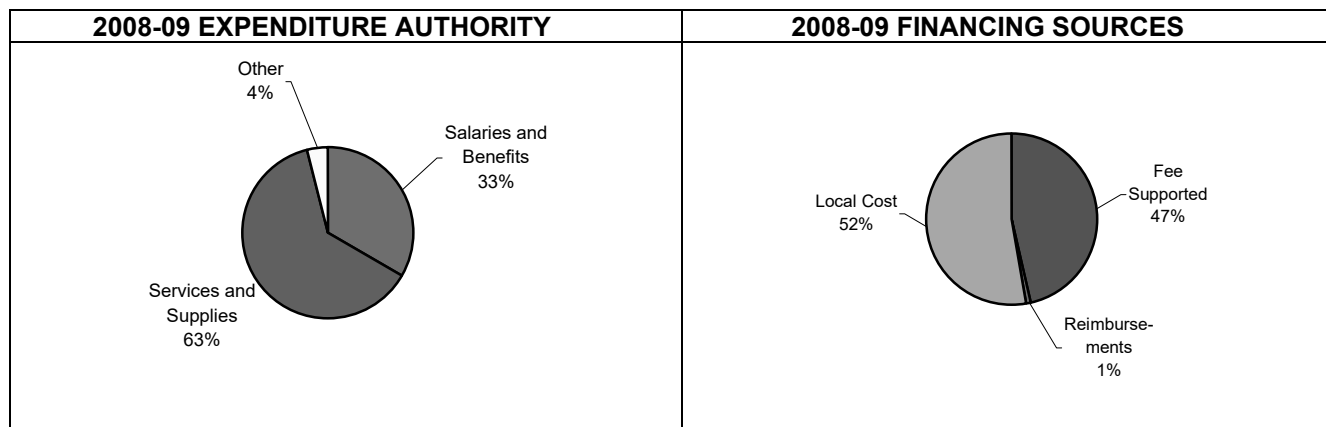 2008-09 EXPENDITURE AUTHORITY
Other
4%
Salaries and
Benefits
33%
Services and
Supplies
63%
2008-09 FINANCING SOURCES
Fee
Supported
47%
Local Cost
52%
Reimburse-
ments
1%